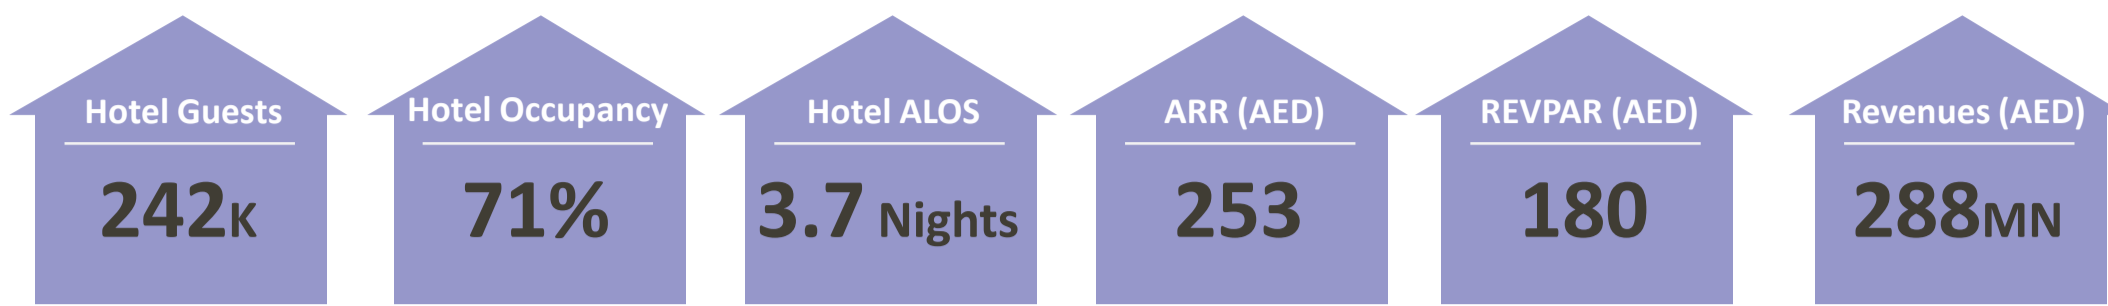 Hotel Guests
242K
Hotel Occupancy
71%
Hotel ALOS
3.7 Nights
ARR (AED)
253
REVPAR (AED)
180
Revenues (AED)
288MN